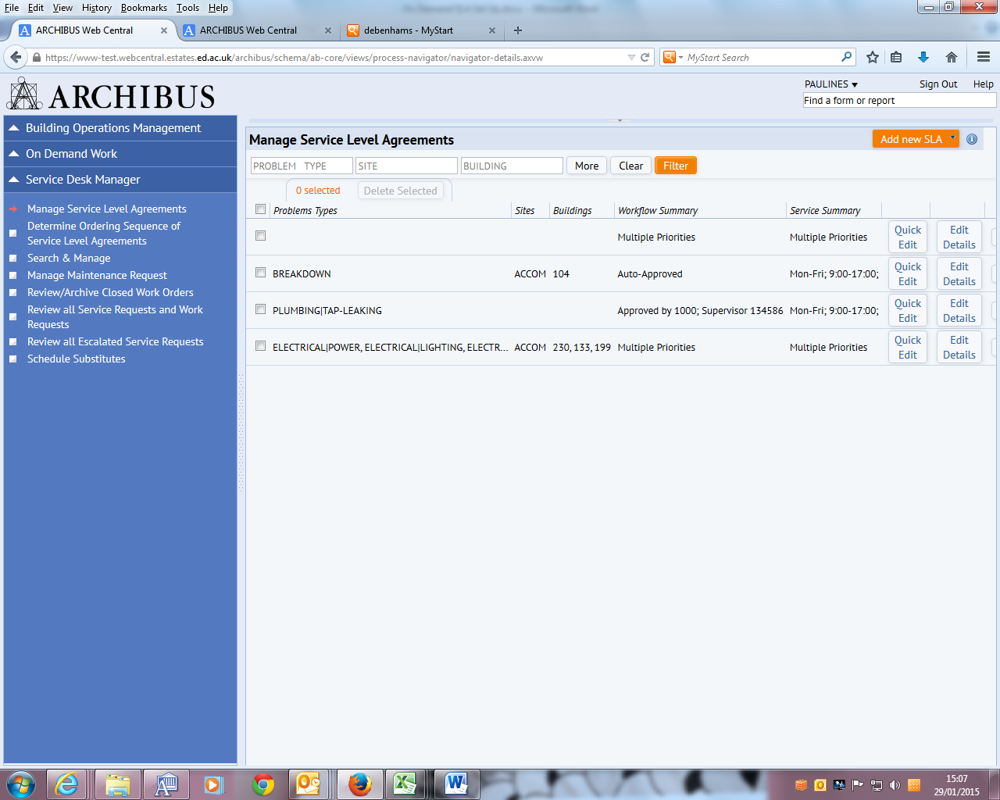 File Edit View History Bookmarks Tools Help
ARCHIBUS Web Central
ARCHIBUS Web Central
debenhams - MyStart
https://www-test.webcentral.estates.ed.ac.uk/archibus/schema/ab-core/views/process-navigator/navigator-details.axvw
MyStart Search
ARCHIBUS
PAULINES Sign Out Help
Find a form or report
Building Operations Management
On Demand Work
Service Desk Manager
Manage Service Level Agreements
Determine Ordering Sequence of
Service Level Agreements
Search & Manage
Manage Maintenance Request
Review/Archive Closed Work Orders
Review all Service Requests and Work
Requests
Review all Escalated Service Requests
Schedule Substitutes
Manage Service Level Agreements
Add new SLA
PROBLEM TYPE SITE BUILDING More Clear Filter
0 selected Delete Selected
Problems Types Sites Buildings Workflow Summary Service Summary
Multiple Priorities Multiple Priorities Quick Edit Edit Details
BREAKDOWN ACCOM 104 Auto-Approved Mon-Fri; 9:00-17:00; Quick Edit Edit Details
PLUMBING|TAP-LEAKING Approved by 1000; Supervisor 134586 Mon-Fri; 9:00-17:00; Quick Edit Edit Details
ELECTRICAL|POWER, ELECTRICAL|LIGHTING, ELECTR... ACCOM 230, 133, 199 Multiple Priorities Multiple Priorities Quick Edit Edit Details
15:07
29/01/2015